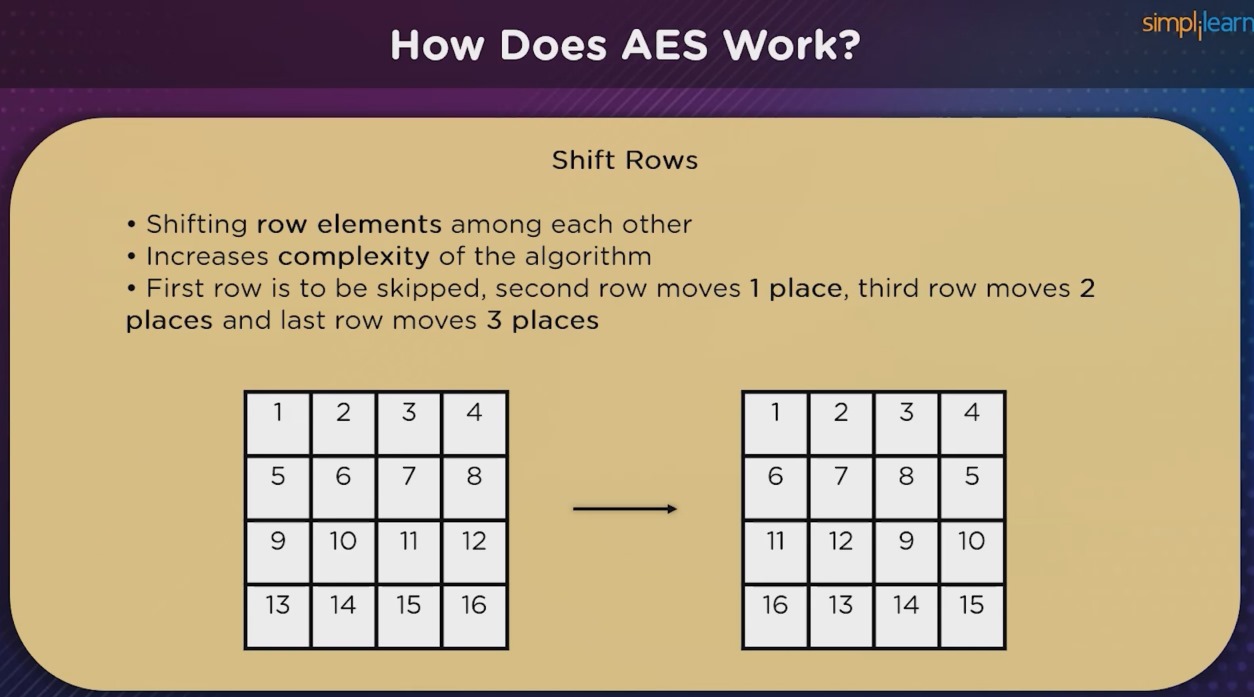 How Does AES Work?
simplilearn
Shift Rows
• Shifting row elements among each other
• Increases complexity of the algorithm
• First row is to be skipped, second row moves 1 place, third row moves 2
places and last row moves 3 places
1 2 3 4 1 2 3 4
5 6 7 8 6 7 8 5
9 10 11 12 11 12 9 10
13 14 15 16 16 13 14 15